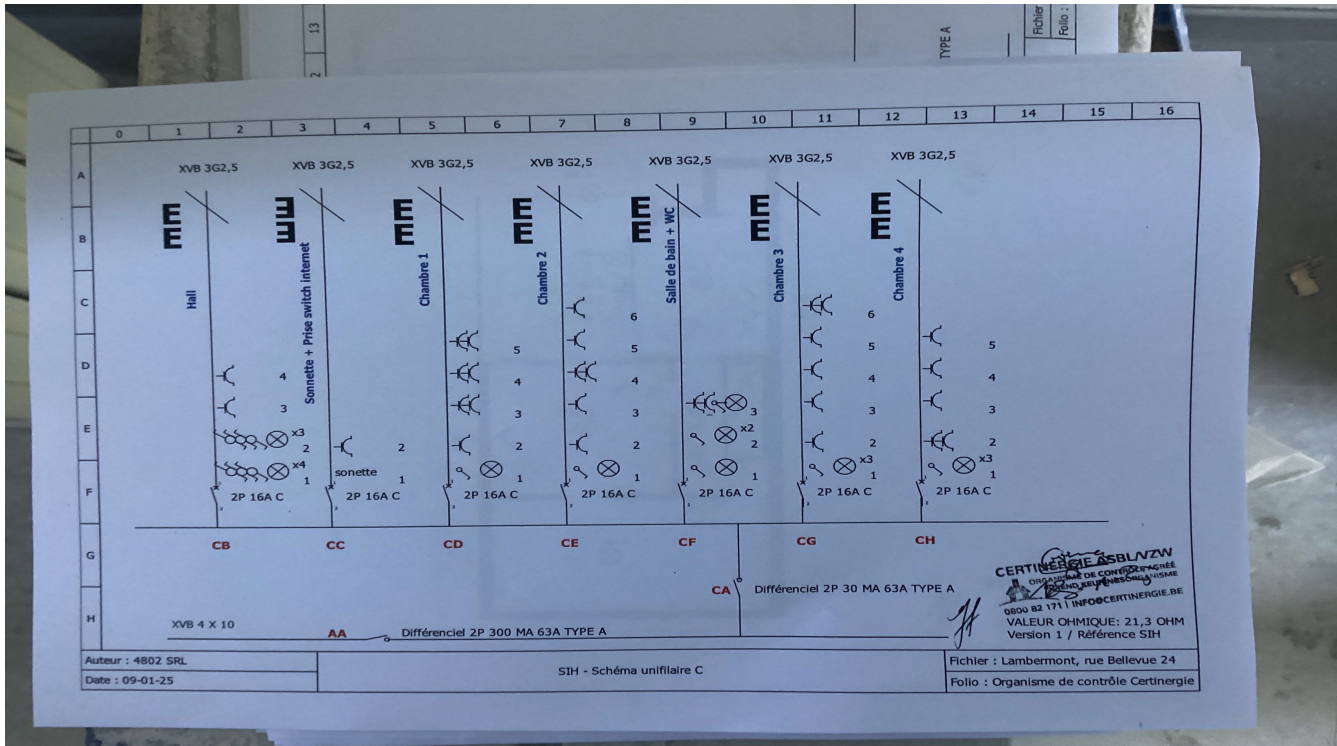 13
2
TYPE A
Fichier
Folio :
0 1 2 3 4 5 6 7 8 9 10 11 12 13 14 15 16
A
B
C
D
E
F
G
H
XVB 3G2,5 XVB 3G2,5 XVB 3G2,5 XVB 3G2,5 XVB 3G2,5 XVB 3G2,5 XVB 3G2,5
Hall
Sonnette + Prise switch internet
Chambre 1
Chambre 2
Salle de bain + WC
Chambre 3
Chambre 4
4
3
x3
2
x4
1
2
sonette
1
5
4
3
2
1
6
5
4
3
2
1
3
x2
2
1
6
5
4
3
2
x3
1
5
4
3
2
x3
1
2P 16A C 2P 16A C 2P 16A C 2P 16A C 2P 16A C 2P 16A C 2P 16A C
CB CC CD CE CF CG CH
CA Différenciel 2P 30 MA 63A TYPE A
XVB 4 X 10
AA Différenciel 2P 300 MA 63A TYPE A
CERTINERGIE ASBL/VZW
ORGANISME DE CONTRÔLE AGRÉÉ
0800 82 171 | INFO@CERTINERGIE.BE
VALEUR OHMIQUE: 21,3 OHM
Version 1 / Référence SIH
Auteur : 4802 SRL
Date : 09-01-25
SIH - Schéma unifilaire C
Fichier : Lambermont, rue Bellevue 24
Folio : Organisme de contrôle Certinergie